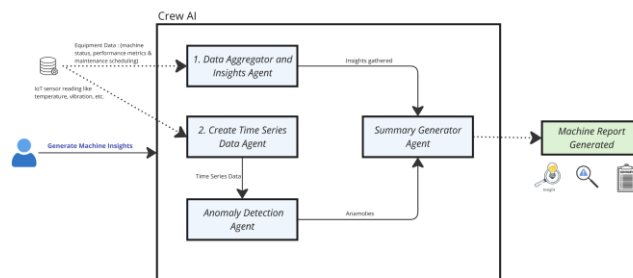 Crew AI
Equipment Data : (machine
status, performance metrics &
maintenance scheduling)
IoT sensor reading like
temperature, vibration, etc.
Generate Machine Insights
1. Data Aggregator and
Insights Agent
Insights gathered
2. Create Time Series
Data Agent
Time Series Data
Anomaly Detection
Agent
Anamolies
Summary Generator
Agent
Machine Report
Generated
Insight